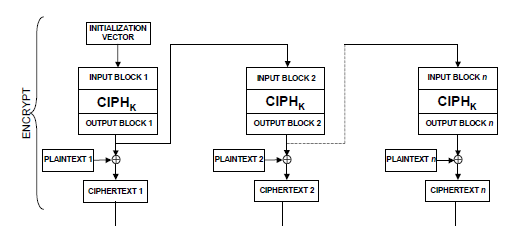 INITIALIZATION
VECTOR
INPUT BLOCK 1
INPUT BLOCK 2
INPUT BLOCK n
CIPHK
CIPHK
CIPHK
OUTPUT BLOCK 1
OUTPUT BLOCK 2
OUTPUT BLOCK n
ENCRYPT
PLAINTEXT 1
PLAINTEXT 2
PLAINTEXT n
CIPHERTEXT 1
CIPHERTEXT 2
CIPHERTEXT n